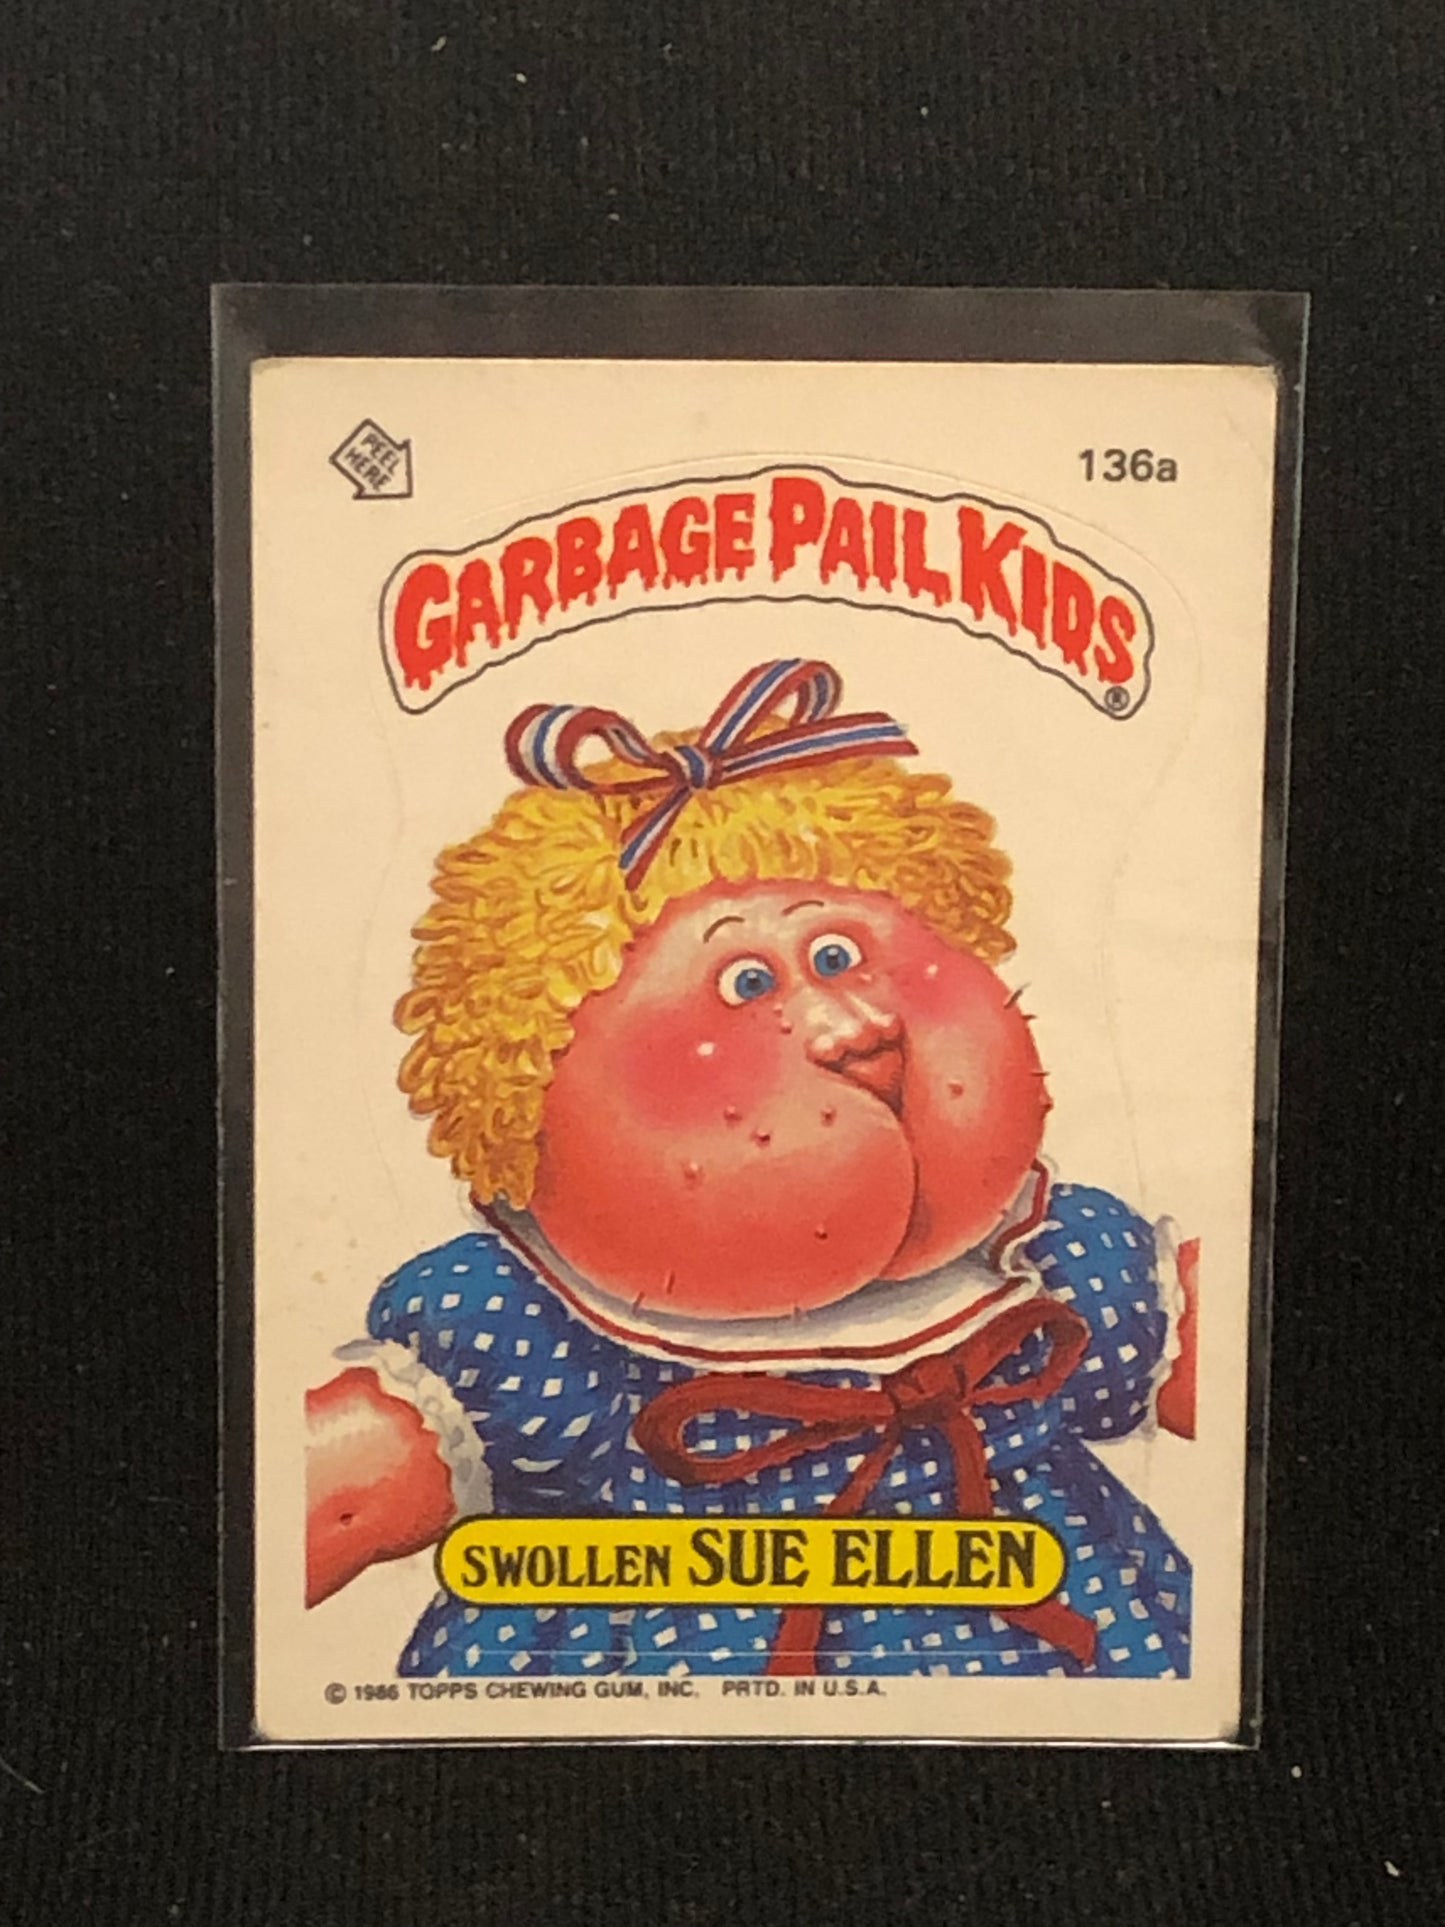 PEEL
HERE
136a
GARBAGE PAIL KIDS
®
SWOLLEN SUE ELLEN
© 1986 TOPPS CHEWING GUM, INC. PRTD. IN U.S.A.